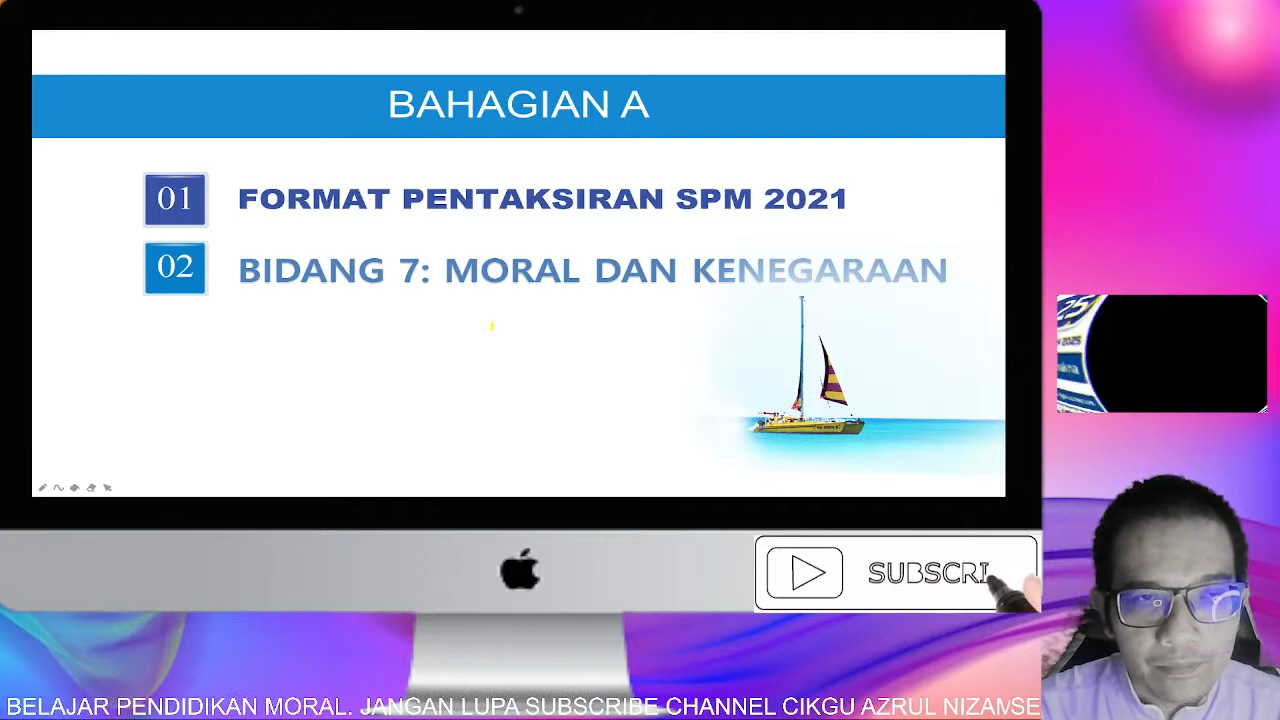 BAHAGIAN A
01 FORMAT PENTAKSIRAN SPM 2021
02 BIDANG 7: MORAL DAN KENEGARAAN
SUBSCRI
BELAJAR PENDIDIKAN MORAL. JANGAN LUPA SUBSCRIBE CHANNEL CIKGU AZRUL NIZAMSE